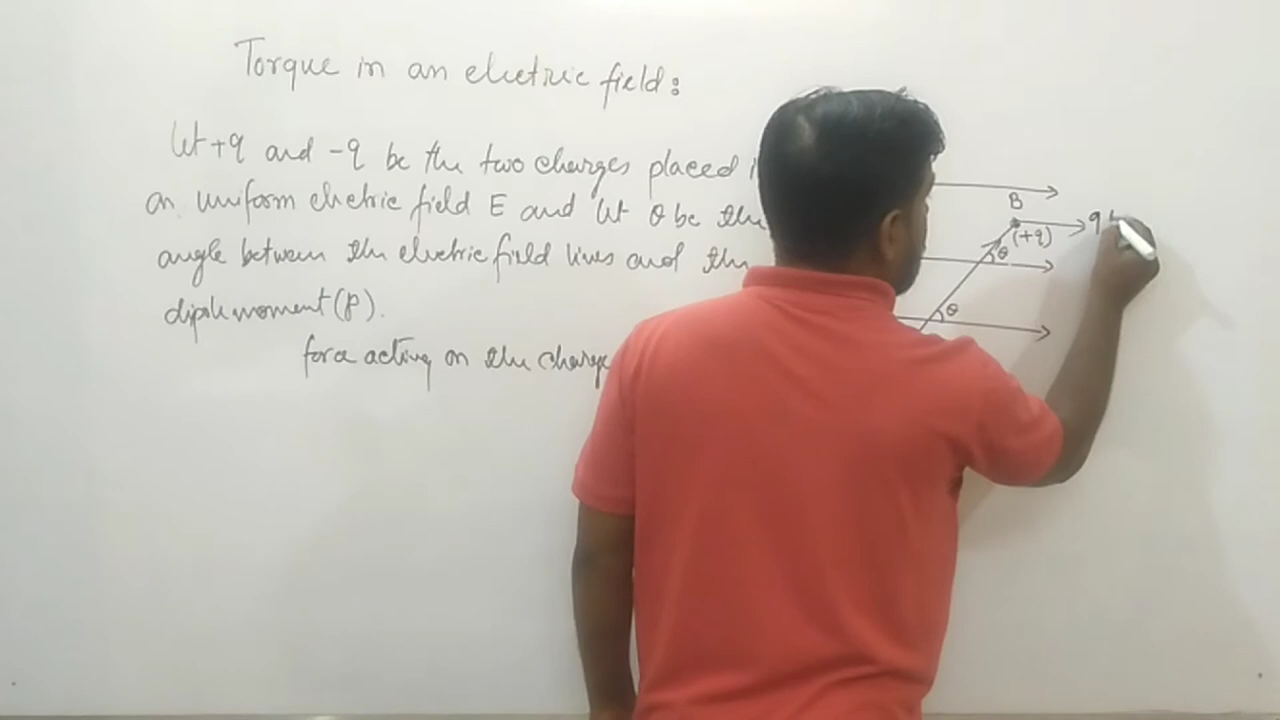 Torque in an electric field:
let +q and -q be the two charges placed
an uniform electric field E and let θ be the
angle between the electric field lines and the
dipole moment (P).
force acting on the charge
B
q
(+q)
θ
θ